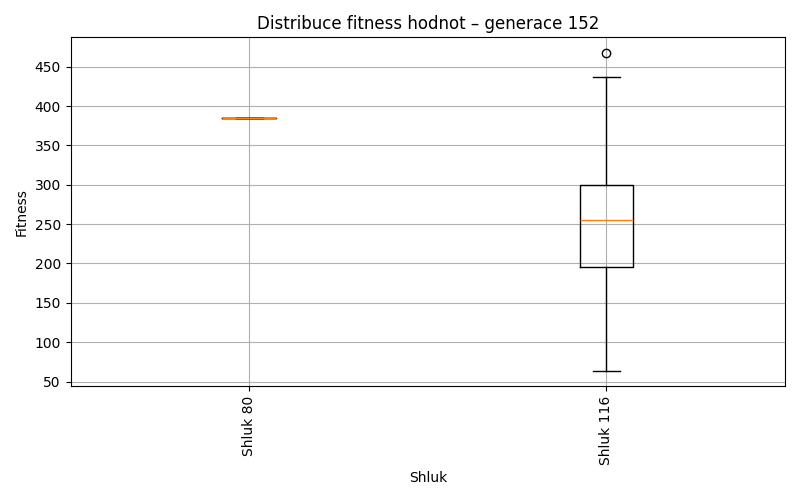 Distribuce fitness hodnot – generace 152
Fitness
450
400
350
300
250
200
150
100
50
Shluk 80
Shluk 116
Shluk